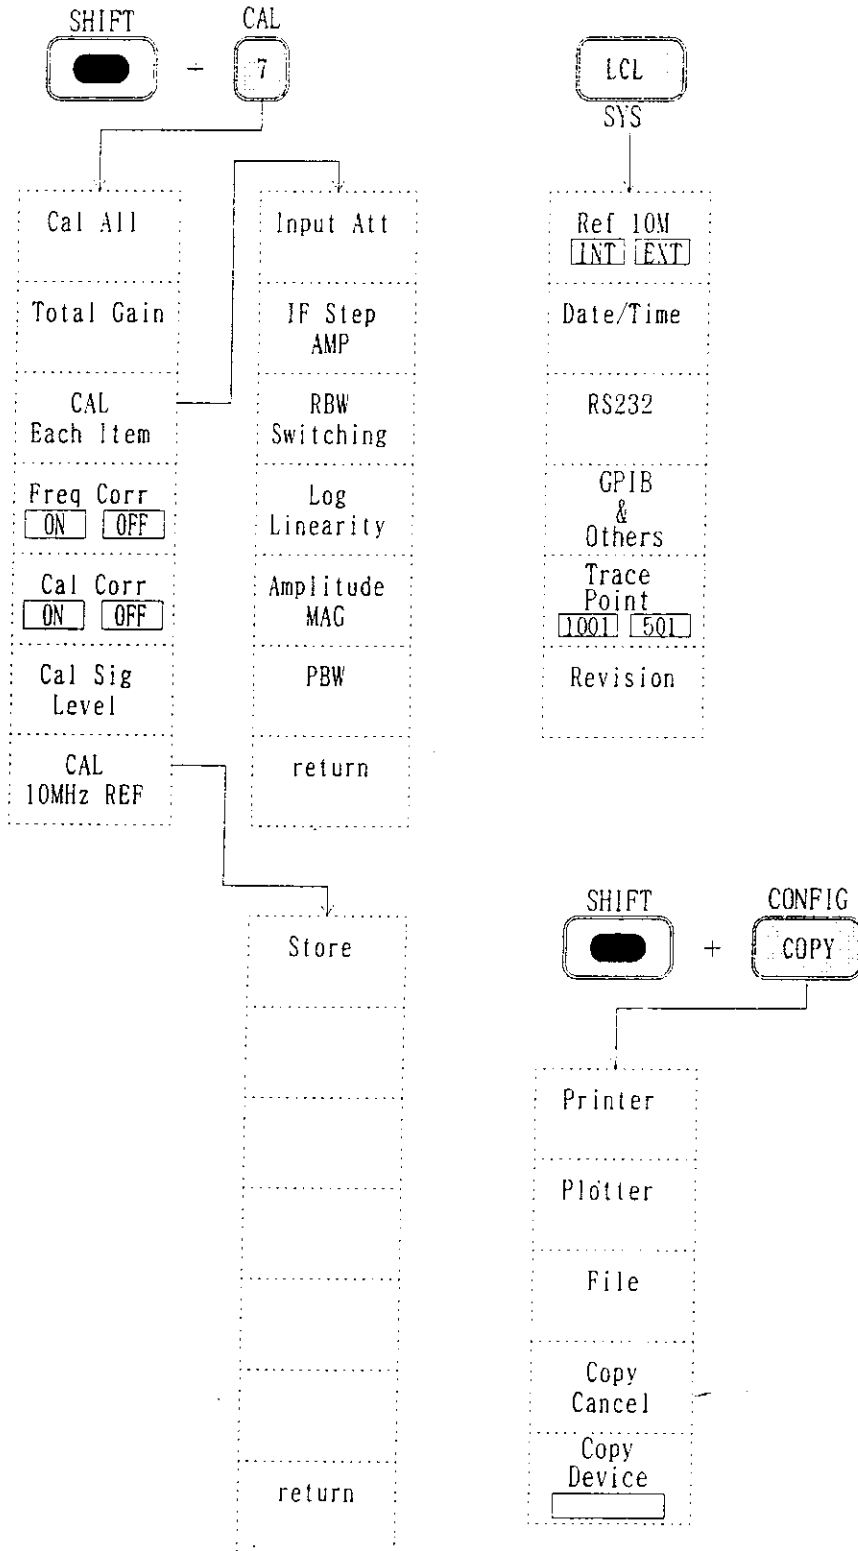 SHIFT
CAL
- 7
Cal All
Total Gain
CAL
Each Item
Freq Corr
ON OFF
Cal Corr
ON OFF
Cal Sig
Level
CAL
10MHz REF
Input Att
IF Step
AMP
RBW
Switching
Log
Linearity
Amplitude
MAG
PBW
return
Store
return
LCL
SYS
Ref 10M
INT EXT
Date/Time
RS232
GPIB
&
Others
Trace
Point
1001 501
Revision
SHIFT
CONFIG
+ COPY
Printer
Plotter
File
Copy
Cancel
Copy
Device